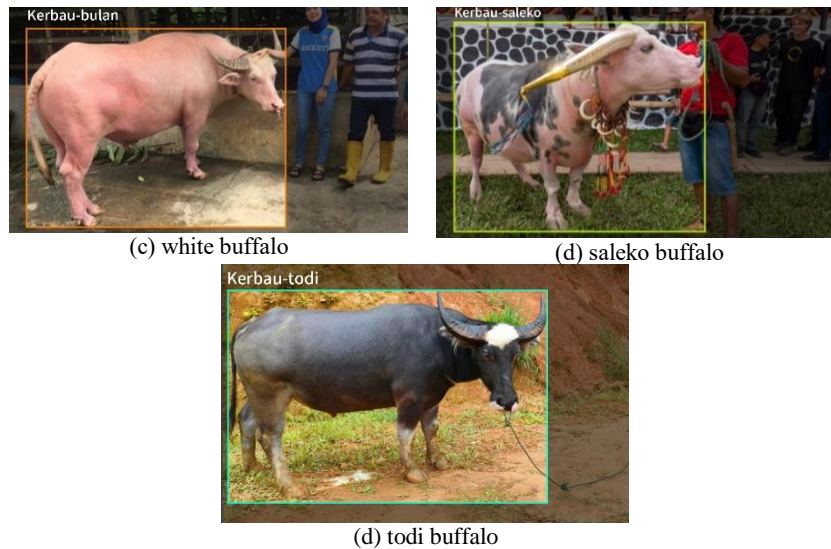 Kerbau-bulan
Kerbau-saleko
(c) white buffalo
(d) saleko buffalo
Kerbau-todi
(d) todi buffalo